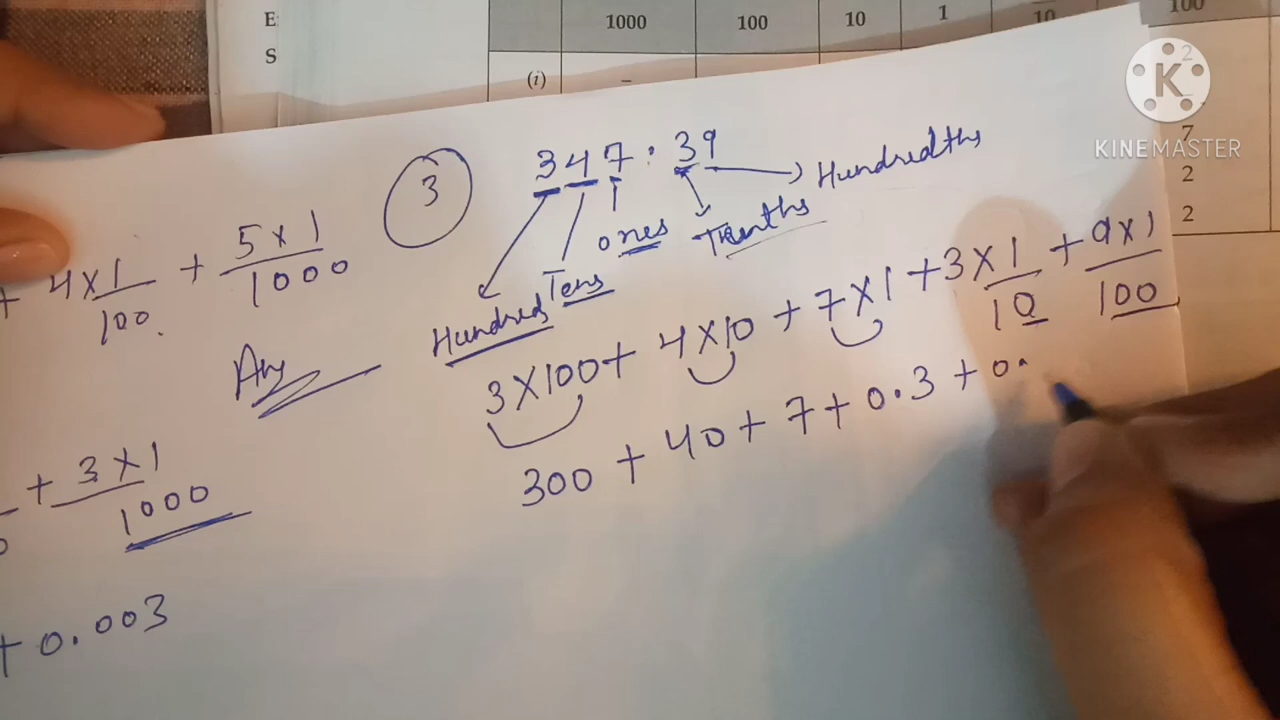 E 1000 100 10 1 10 100
S (i) – 2
K
KINEMASTER
7
2
2
3 347.39
Hundredths
Tenths
ones
Tens
Hundreds
+ 4×1/100 + 5×1/1000
Ans
3×100 + 4×10 + 7×1 + 3×1/10 + 9×1/100
300 + 40 + 7 + 0.3 + 0.
+ 3×1/1000
+ 0.003